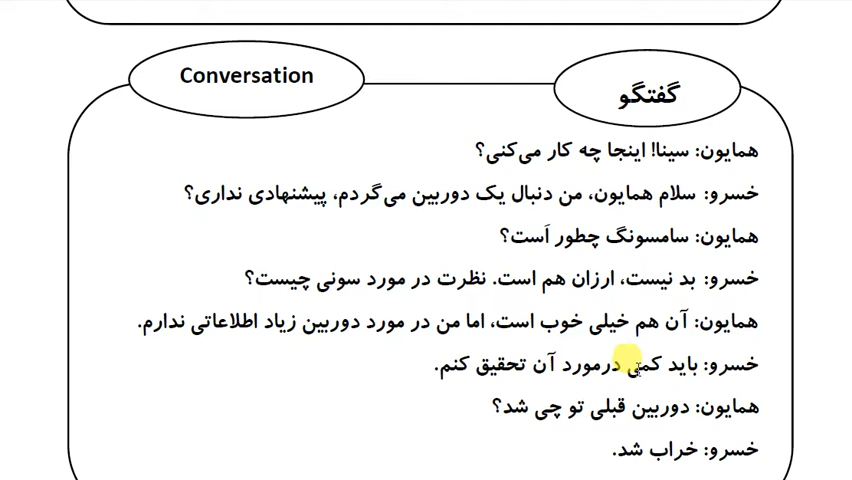 Conversation
گفتگو
همایون: سینا! اینجا چه کار می‌کنی؟
خسرو: سلام همایون، من دنبال یک دوربین می‌گردم، پیشنهادی نداری؟
همایون: سامسونگ چطور اَست؟
خسرو: بد نیست، ارزان هم است. نظرت در مورد سونی چیست؟
همایون: آن هم خیلی خوب است، اما من در مورد دوربین زیاد اطلاعاتی ندارم.
خسرو: باید کمی درمورد آن تحقیق کنم.
همایون: دوربین قبلی تو چی شد؟
خسرو: خراب شد.